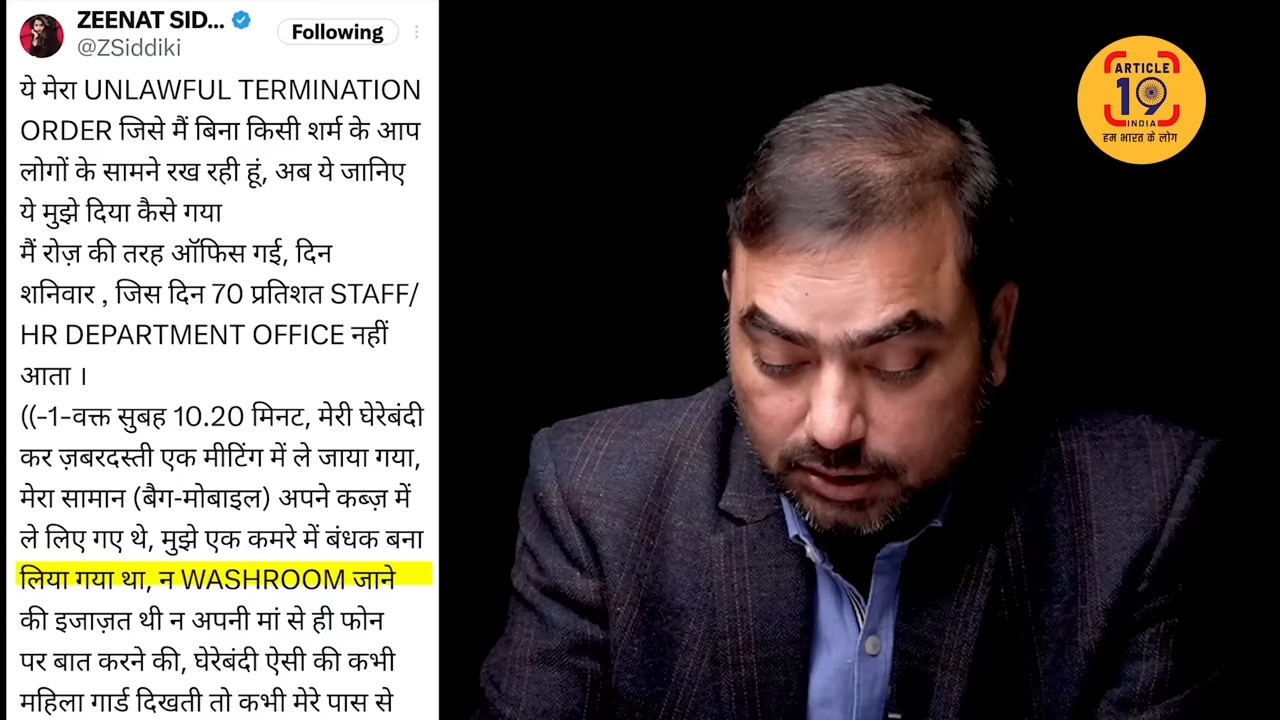 ZEENAT SID...
@ZSiddiki
Following
ये मेरा UNLAWFUL TERMINATION
ORDER जिसे मैं बिना किसी शर्म के आप
लोगों के सामने रख रही हूं, अब ये जानिए
ये मुझे दिया कैसे गया
मैं रोज़ की तरह ऑफिस गई, दिन
शनिवार , जिस दिन 70 प्रतिशत STAFF/
HR DEPARTMENT OFFICE नहीं
आता ।
((-1-वक्त सुबह 10.20 मिनट, मेरी घेरेबंदी
कर ज़बरदस्ती एक मीटिंग में ले जाया गया,
मेरा सामान (बैग-मोबाइल) अपने कब्ज़ में
ले लिए गए थे, मुझे एक कमरे में बंधक बना
लिया गया था, न WASHROOM जाने
की इजाज़त थी न अपनी मां से ही फोन
पर बात करने की, घेरेबंदी ऐसी की कभी
महिला गार्ड दिखती तो कभी मेरे पास से
ARTICLE
19
INDIA
हम भारत के लोग